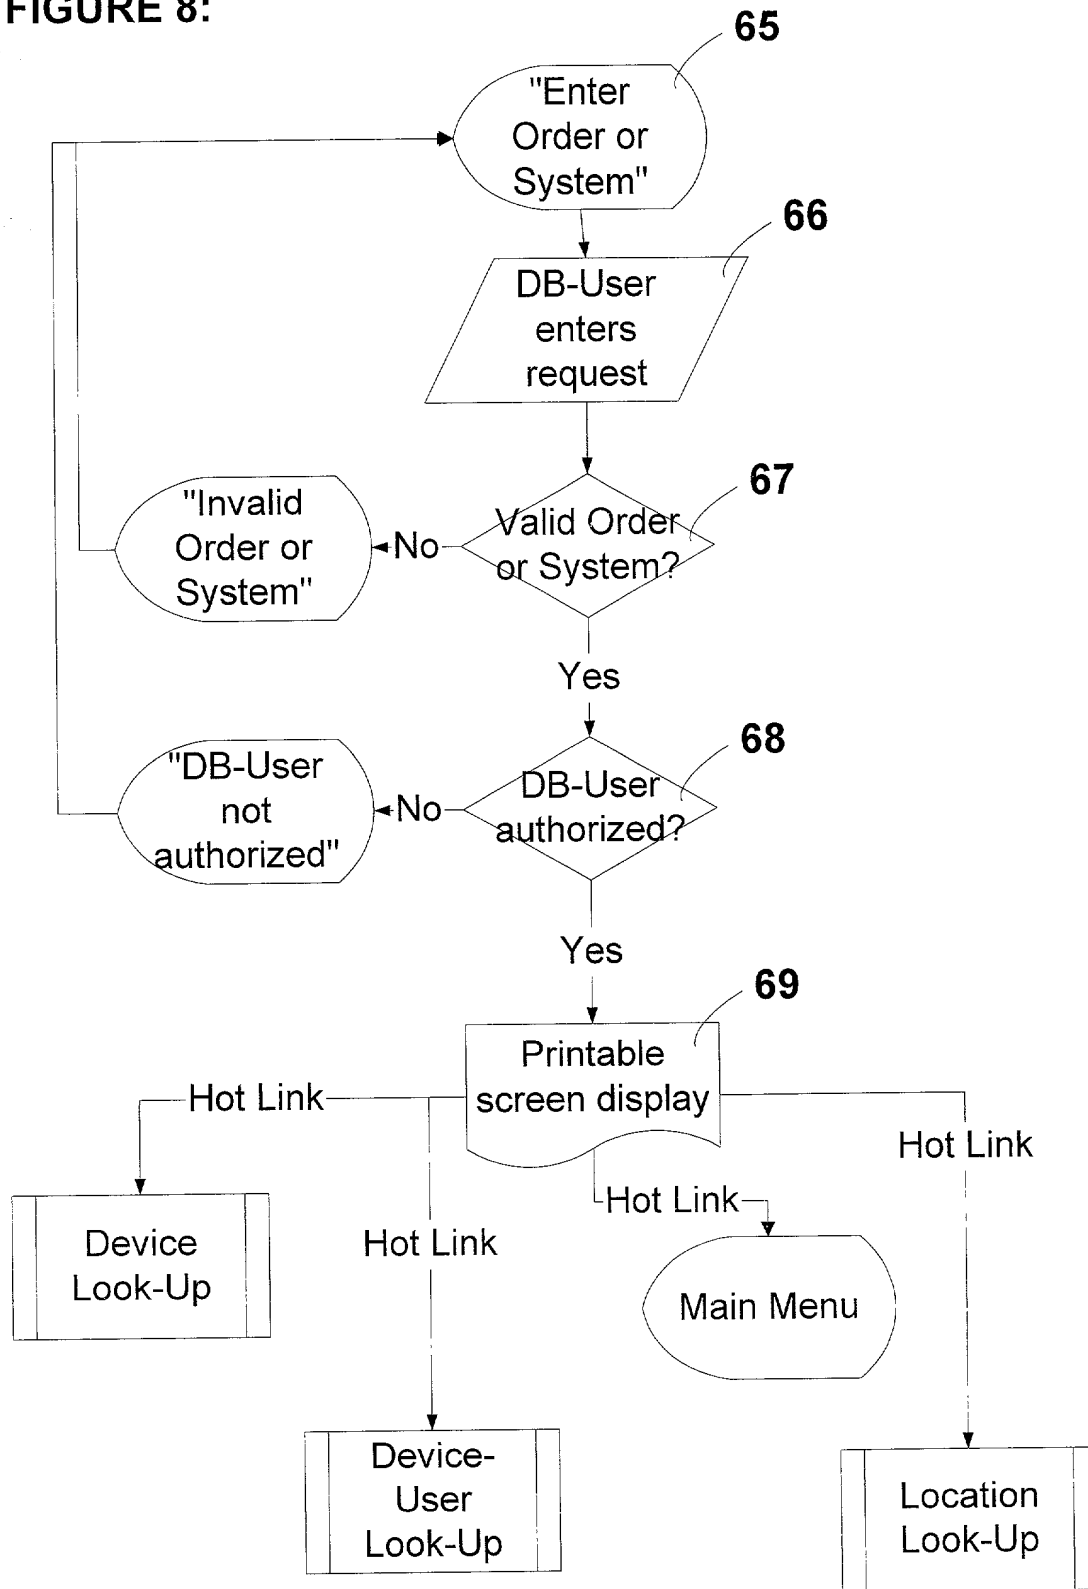 FIGURE 8:
65
"Enter
Order or
System"
66
DB-User
enters
request
67
Valid Order
or System?
No
"Invalid
Order or
System"
Yes
68
DB-User
authorized?
No
"DB-User
not
authorized"
Yes
69
Printable
screen display
Hot Link
Hot Link
Hot Link
Hot Link
Device
Look-Up
Main Menu
Device-
User
Look-Up
Location
Look-Up